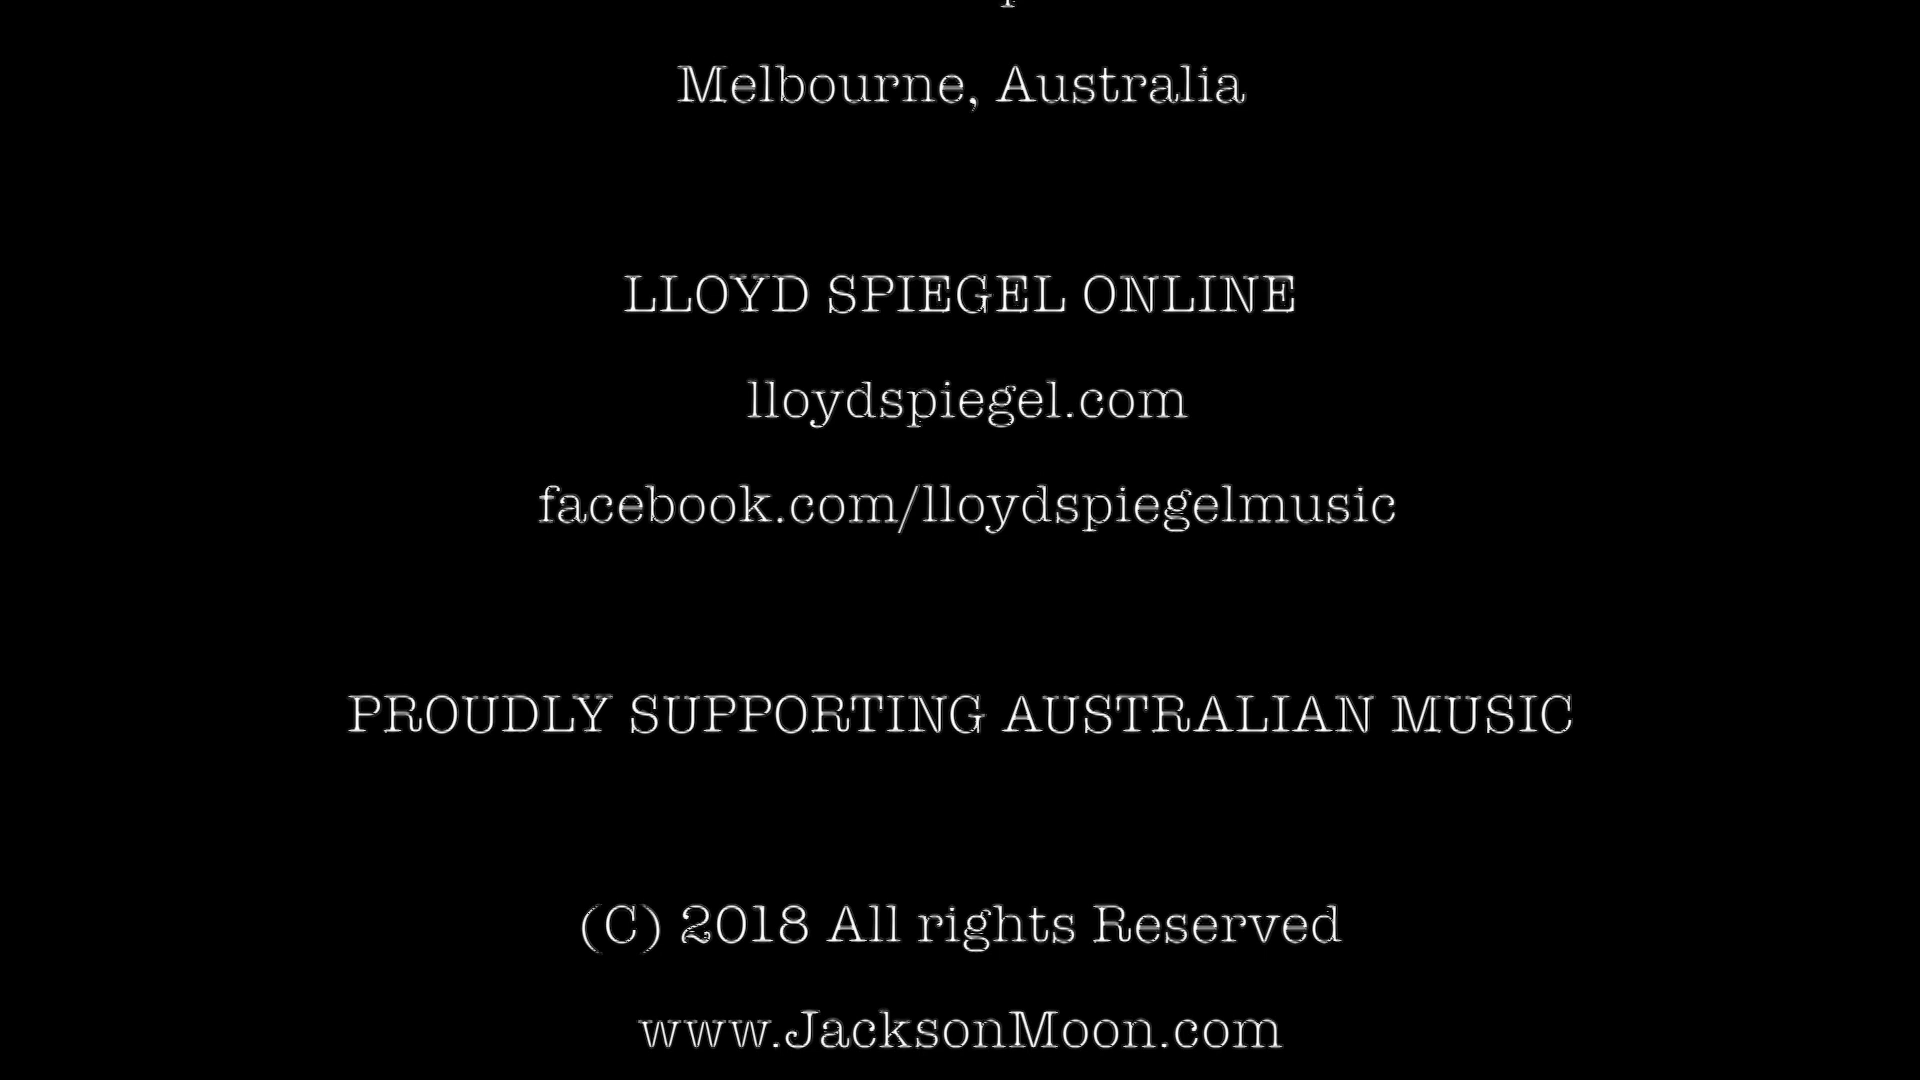 Melbourne, Australia
LLOYD SPIEGEL ONLINE
lloydspiegel.com
facebook.com/lloydspiegelmusic
PROUDLY SUPPORTING AUSTRALIAN MUSIC
(C) 2018 All rights Reserved
www.JacksonMoon.com